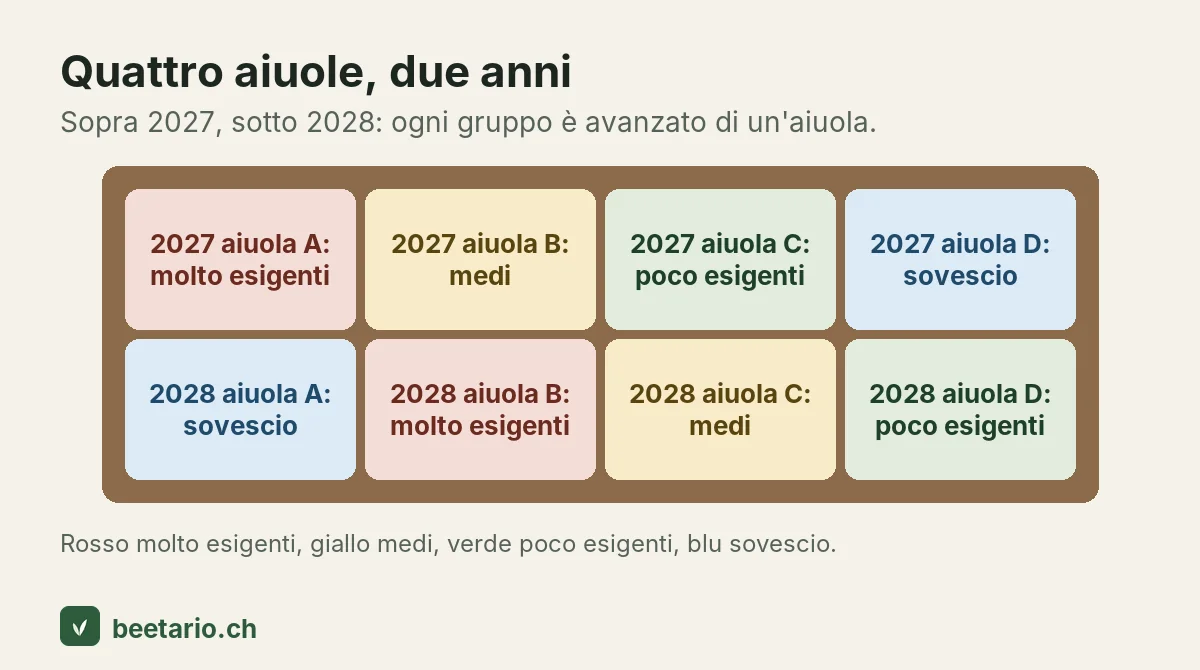 Quattro aiuole, due anni
Sopra 2027, sotto 2028: ogni gruppo è avanzato di un'aiuola.
2027 aiuola A:
molto esigenti
2027 aiuola B:
medi
2027 aiuola C:
poco esigenti
2027 aiuola D:
sovescio
2028 aiuola A:
sovescio
2028 aiuola B:
molto esigenti
2028 aiuola C:
medi
2028 aiuola D:
poco esigenti
Rosso molto esigenti, giallo medi, verde poco esigenti, blu sovescio.
beetario.ch